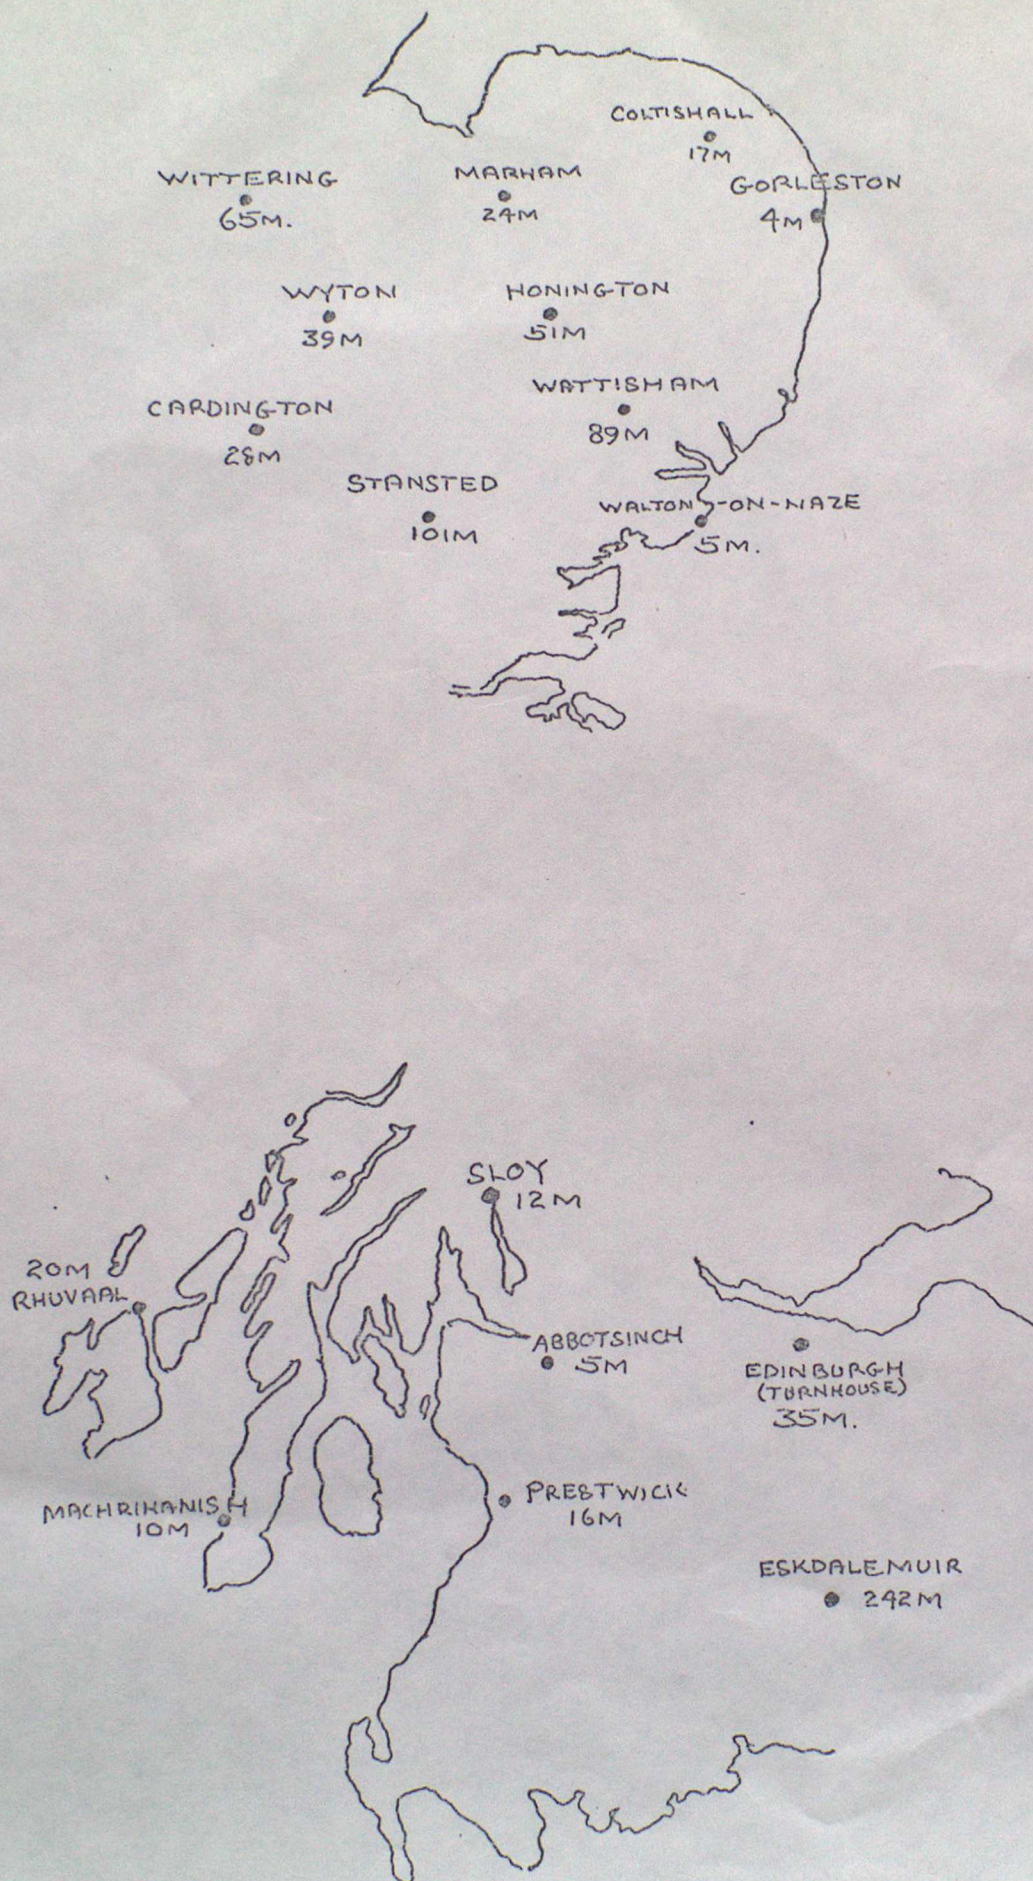 COLTISHALL
17M
WITTERING
65M.
MARHAM
24M
GORLESTON
4M
WYTON
39M
HONINGTON
51M
WATTISHAM
89M
CARDINGTON
28M
STANSTED
101M
WALTON-ON-NAZE
5M.
SLOY
12M
20M
RHUVAAL
ABBOTSINCH
5M
EDINBURGH
(TURNHOUSE)
35M.
MACHRIHANISH
10M
PRESTWICK
16M
ESKDALEMUIR
242M